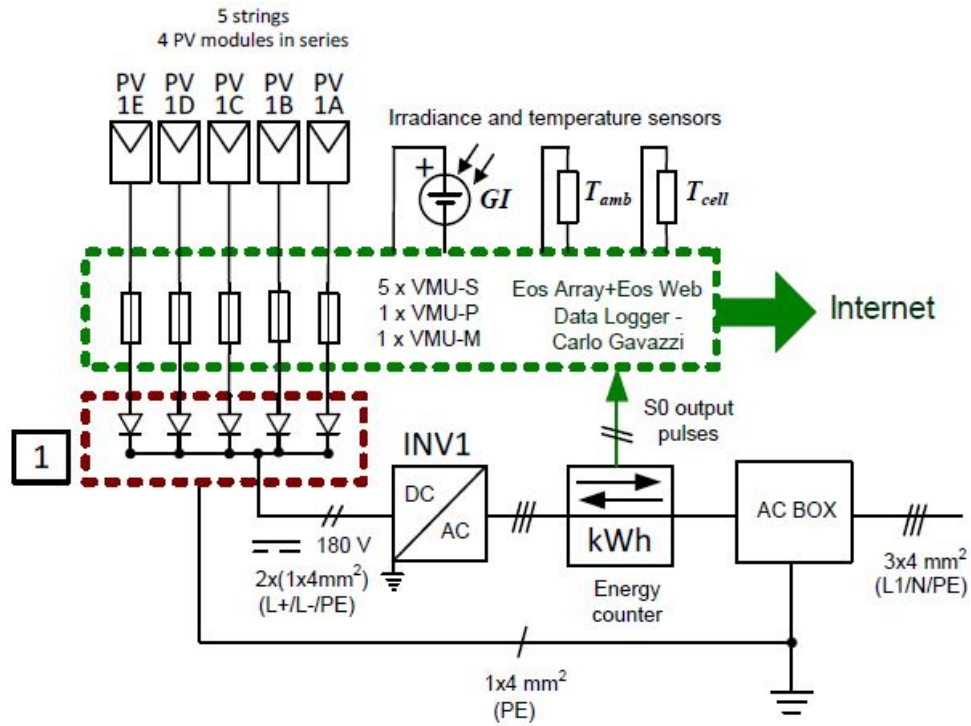 5 strings
4 PV modules in series
PV PV PV PV PV
1E 1D 1C 1B 1A
Irradiance and temperature sensors
+
GI
T_amb
T_cell
5 x VMU-S
1 x VMU-P
1 x VMU-M
Eos Array+Eos Web
Data Logger -
Carlo Gavazzi
Internet
S0 output
pulses
1
INV1
DC
AC
kWh
Energy
counter
AC BOX
180 V
2x(1x4mm²)
(L+/L-/PE)
3x4 mm²
(L1/N/PE)
1x4 mm²
(PE)